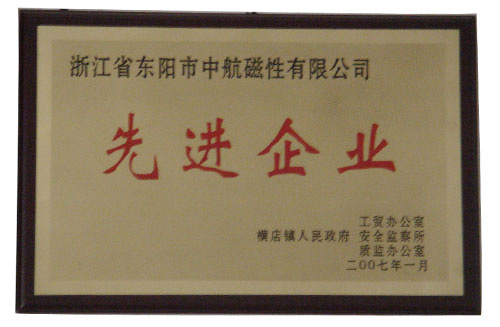 浙江省东阳市中航磁性有限公司
先进企业
工贸办公室
横店镇人民政府 安全监察所
质监办公室
二00七年一月